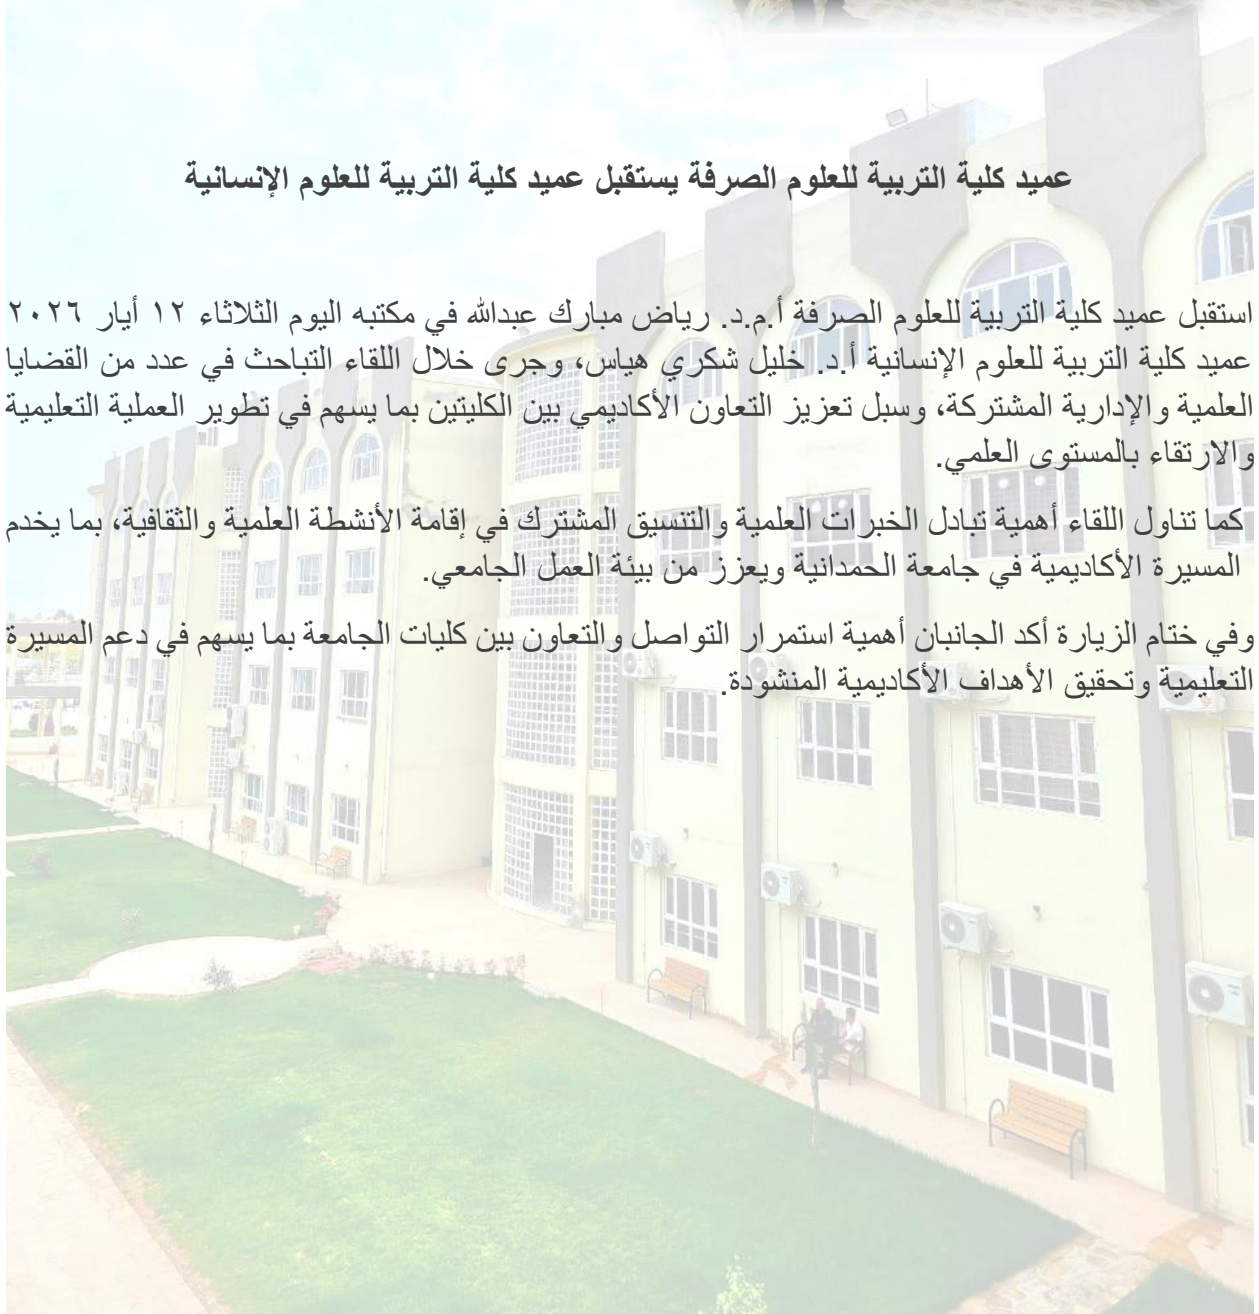 عميد كلية التربية للعلوم الصرفة يستقبل عميد كلية التربية للعلوم الإنسانية
استقبل عميد كلية التربية للعلوم الصرفة أ.م.د. رياض مبارك عبدالله في مكتبه اليوم الثلاثاء ١٢ أيار ٢٠٢٦
عميد كلية التربية للعلوم الإنسانية أ.د. خليل شكري هياس، وجرى خلال اللقاء التباحث في عدد من القضايا
العلمية والإدارية المشتركة، وسبل تعزيز التعاون الأكاديمي بين الكليتين بما يسهم في تطوير العملية التعليمية
والارتقاء بالمستوى العلمي.
كما تناول اللقاء أهمية تبادل الخبرات العلمية والتنسيق المشترك في إقامة الأنشطة العلمية والثقافية، بما يخدم
المسيرة الأكاديمية في جامعة الحمدانية ويعزز من بيئة العمل الجامعي.
وفي ختام الزيارة أكد الجانبان أهمية استمرار التواصل والتعاون بين كليات الجامعة بما يسهم في دعم المسيرة
التعليمية وتحقيق الأهداف الأكاديمية المنشودة.